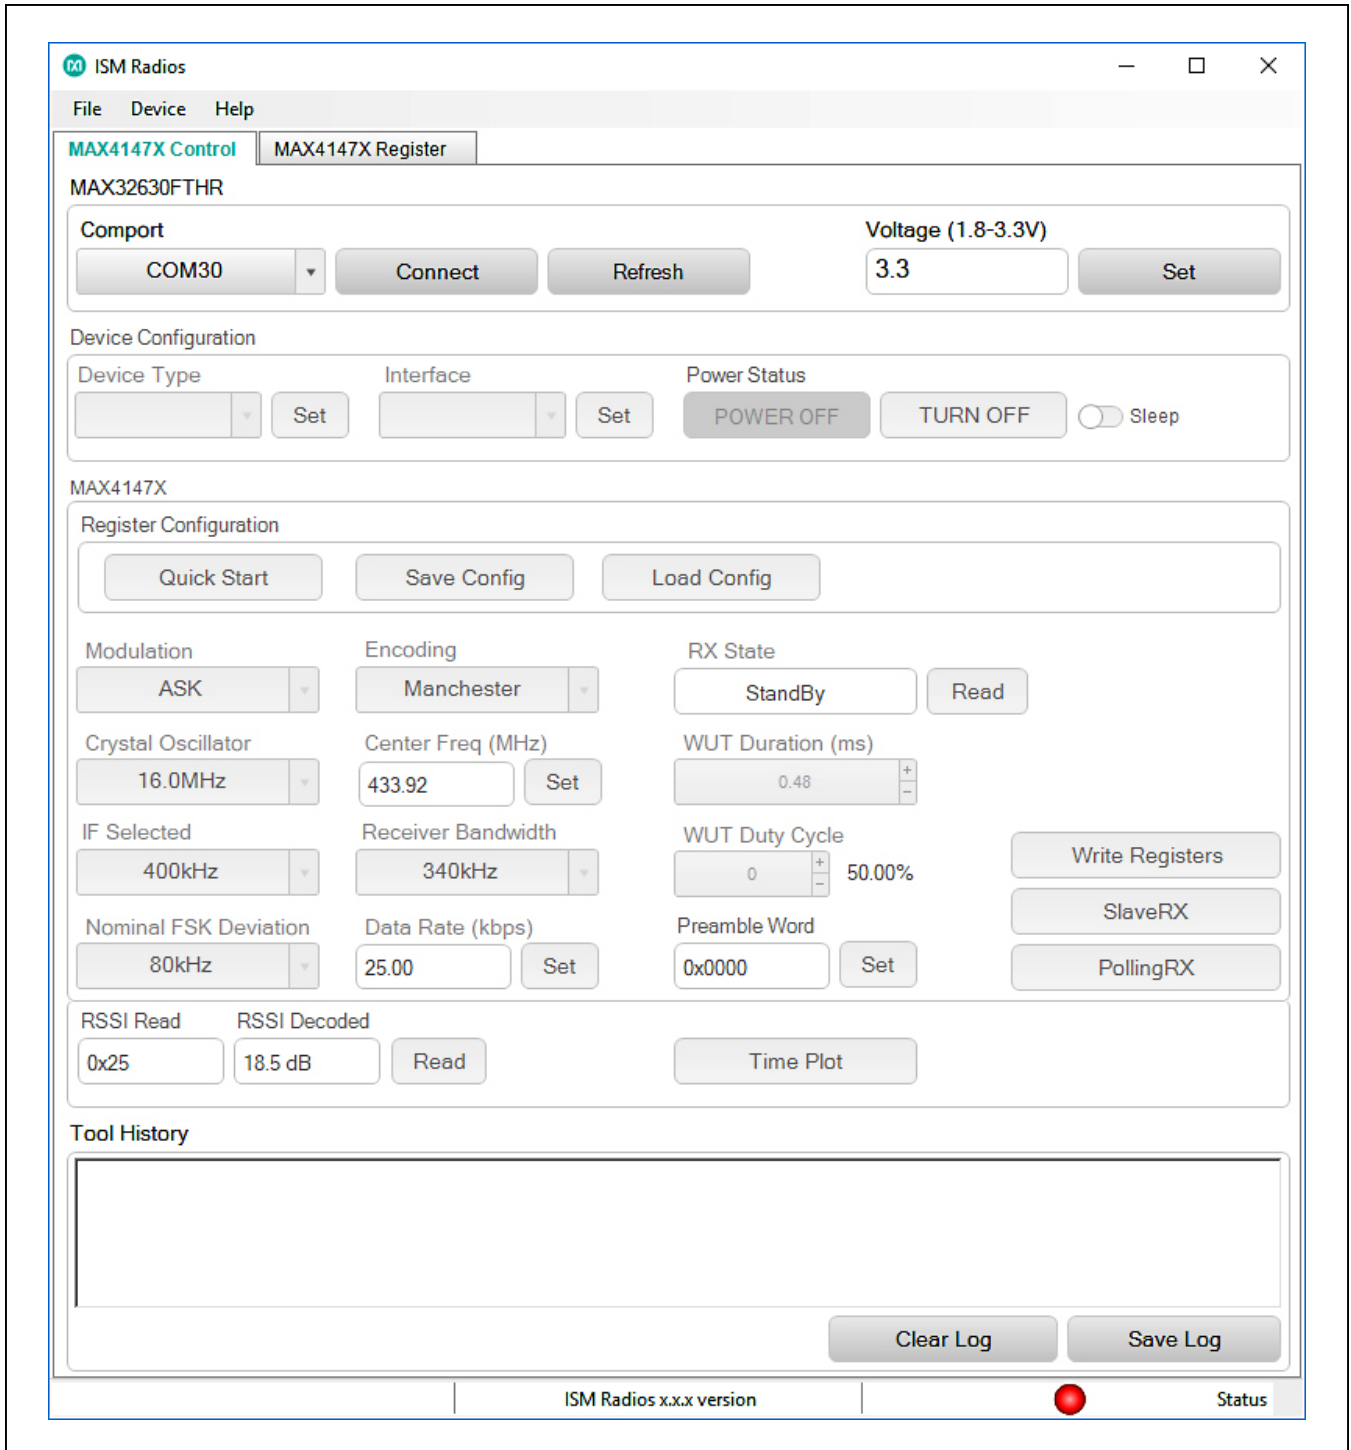 ISM Radios
File Device Help
MAX4147X Control MAX4147X Register
MAX32630FTHR
Comport Voltage (1.8-3.3V)
COM30 Connect Refresh 3.3 Set
Device Configuration
Device Type Interface Power Status
Set Set POWER OFF TURN OFF Sleep
MAX4147X
Register Configuration
Quick Start Save Config Load Config
Modulation Encoding RX State
ASK Manchester StandBy Read
Crystal Oscillator Center Freq (MHz) WUT Duration (ms)
16.0MHz 433.92 Set 0.48
IF Selected Receiver Bandwidth WUT Duty Cycle
400kHz 340kHz 0 50.00% Write Registers
SlaveRX
Nominal FSK Deviation Data Rate (kbps) Preamble Word
80kHz 25.00 Set 0x0000 Set PollingRX
RSSI Read RSSI Decoded
0x25 18.5 dB Read Time Plot
Tool History
Clear Log Save Log
ISM Radios x.x.x version Status